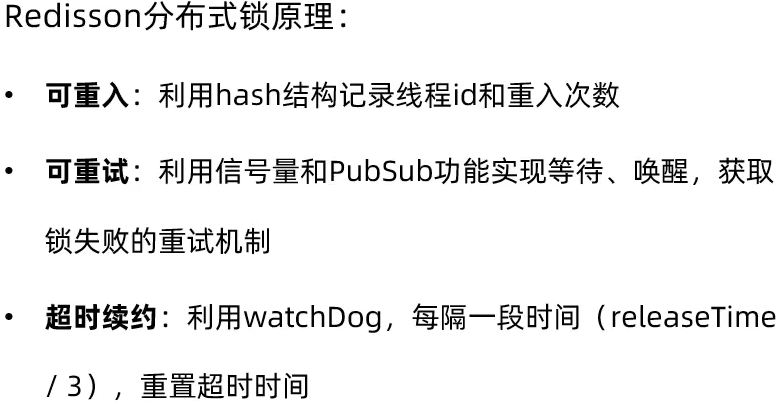 Redisson分布式锁原理：
• 可重入：利用hash结构记录线程id和重入次数
• 可重试：利用信号量和PubSub功能实现等待、唤醒，获取
锁失败的重试机制
• 超时续约：利用watchDog，每隔一段时间（releaseTime
/ 3），重置超时时间